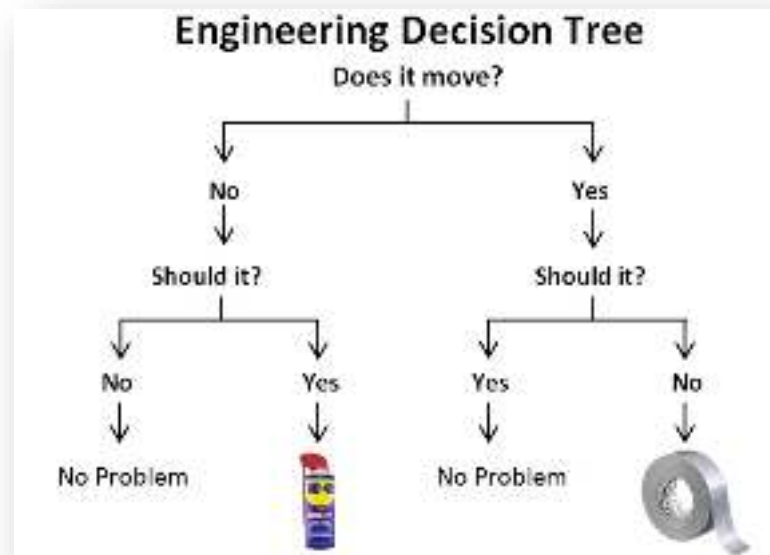 Engineering Decision Tree
Does it move?
No Yes
Should it? Should it?
No Yes Yes No
No Problem No Problem